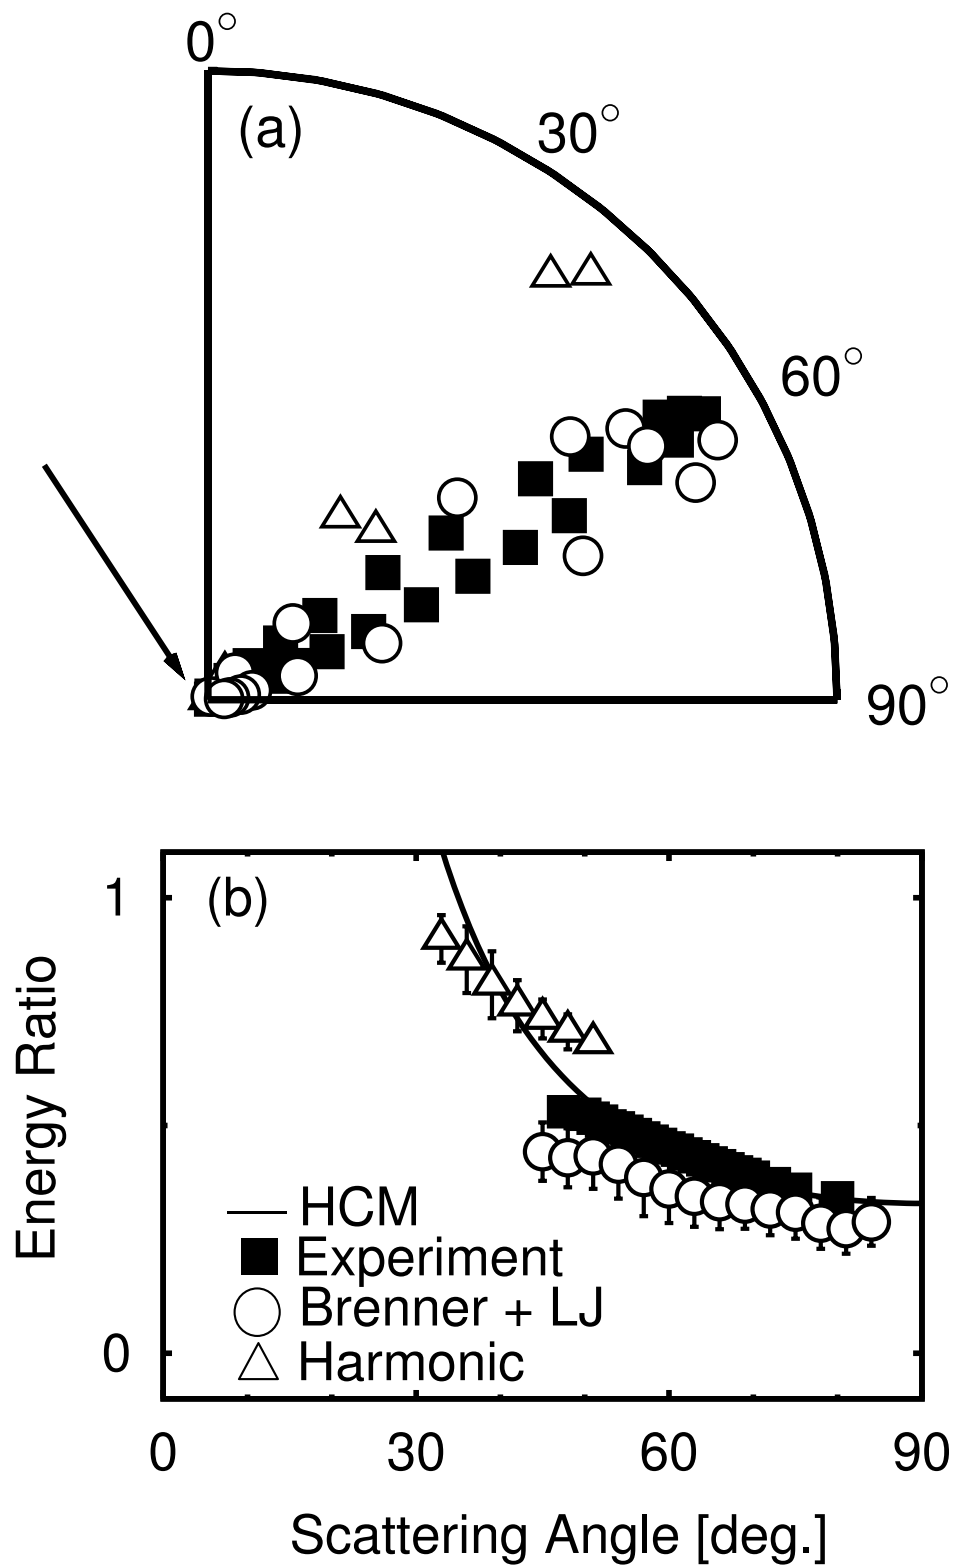 0°
(a)
30°
60°
90°
(b)
1
Energy Ratio
HCM
Experiment
Brenner + LJ
0
Harmonic
0 30 60 90
Scattering Angle [deg.]